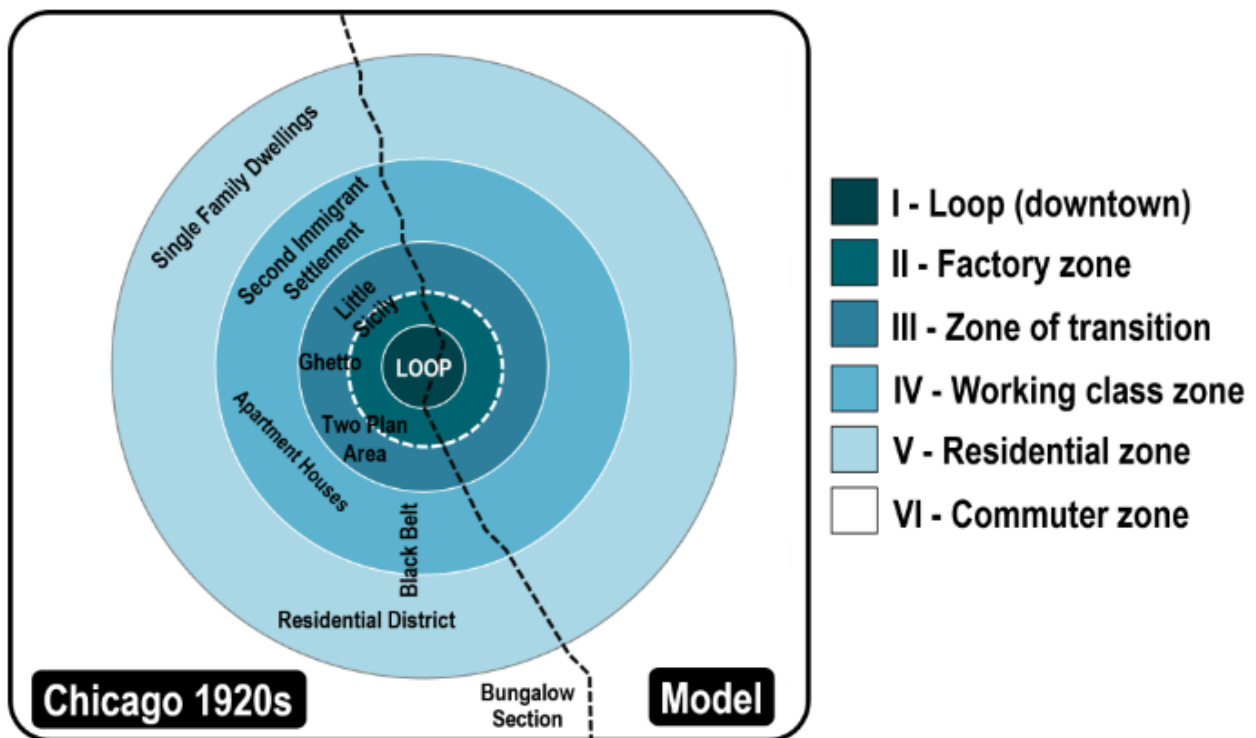 Single Family Dwellings
Second Immigrant
Settlement
Little
Sicily
Ghetto
LOOP
Two Plan
Area
Apartment Houses
Black Belt
Residential District
Bungalow
Section
Chicago 1920s
Model
I - Loop (downtown)
II - Factory zone
III - Zone of transition
IV - Working class zone
V - Residential zone
VI - Commuter zone